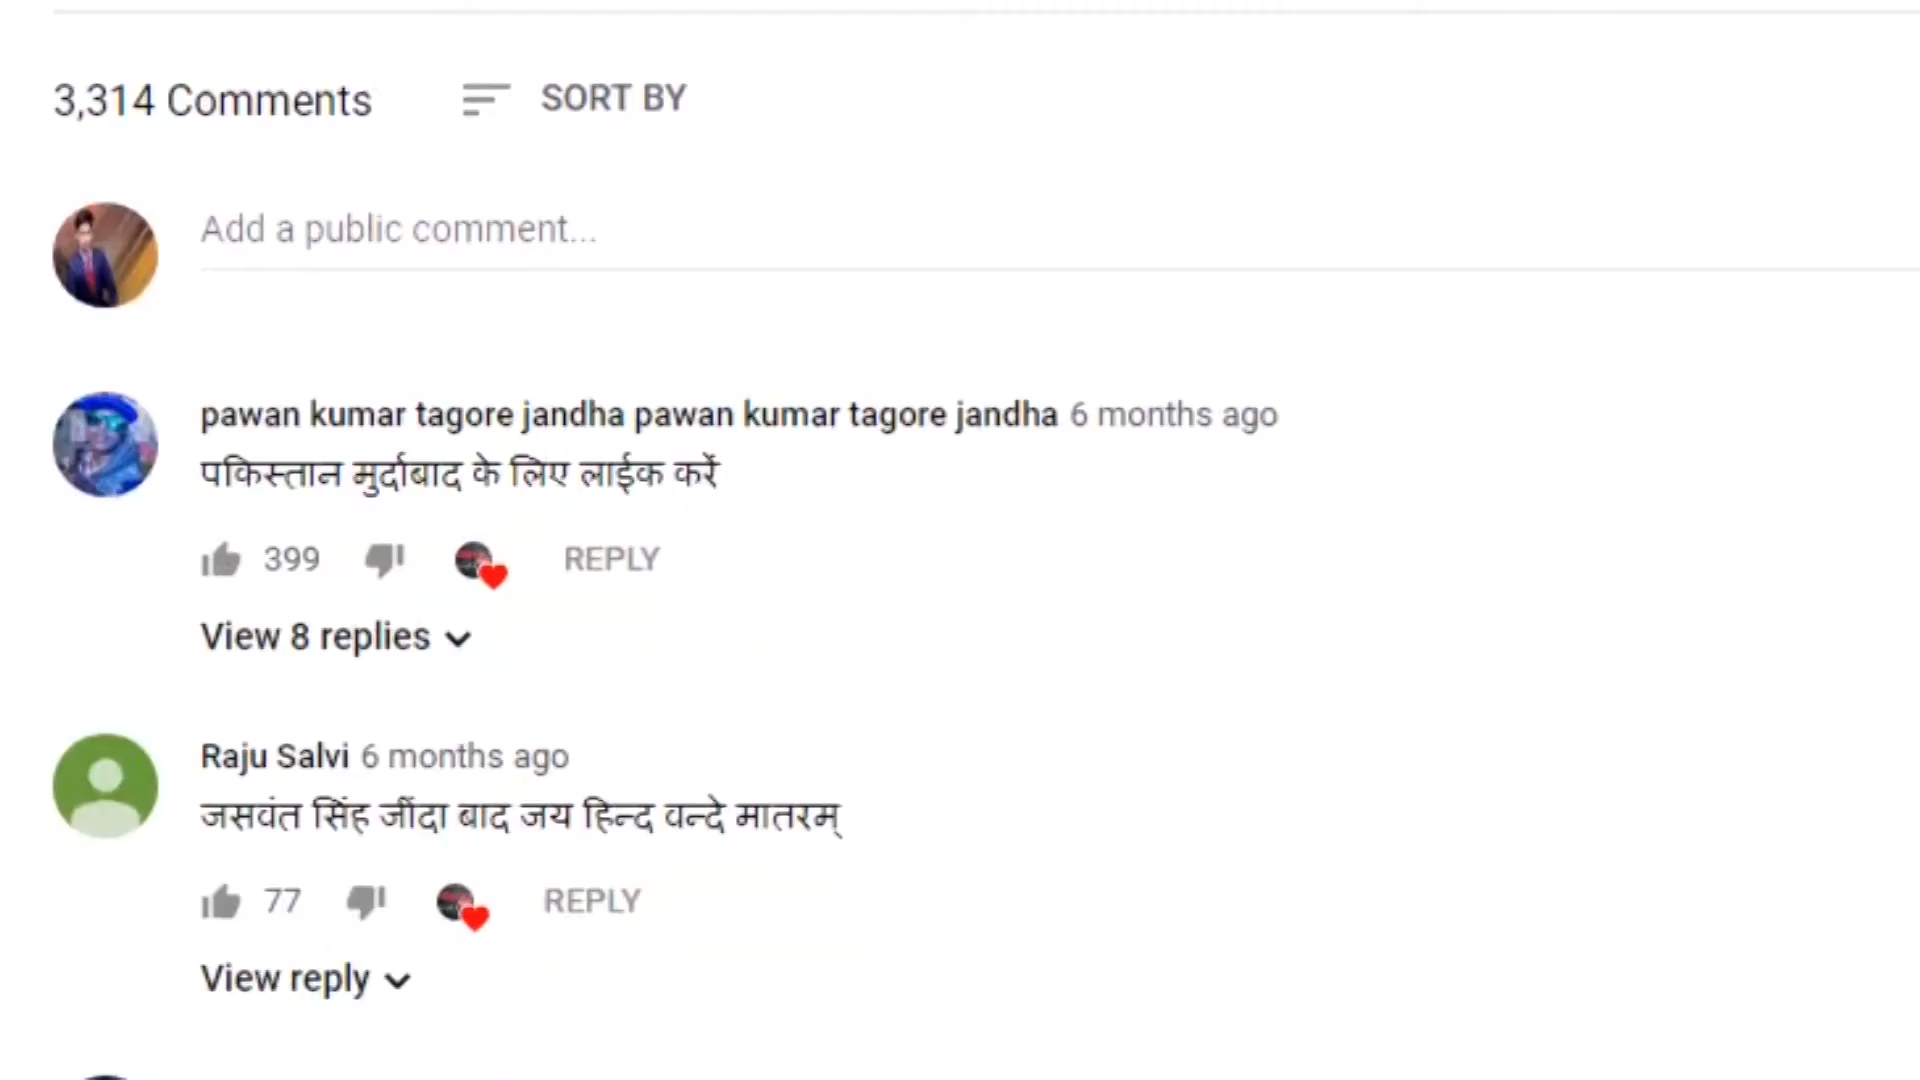 3,314 Comments SORT BY
Add a public comment...
pawan kumar tagore jandha pawan kumar tagore jandha 6 months ago
पकिस्तान मुर्दाबाद के लिए लाईक करें
399 REPLY
View 8 replies
Raju Salvi 6 months ago
जसवंत सिंह जींदा बाद जय हिन्द वन्दे मातरम्
77 REPLY
View reply